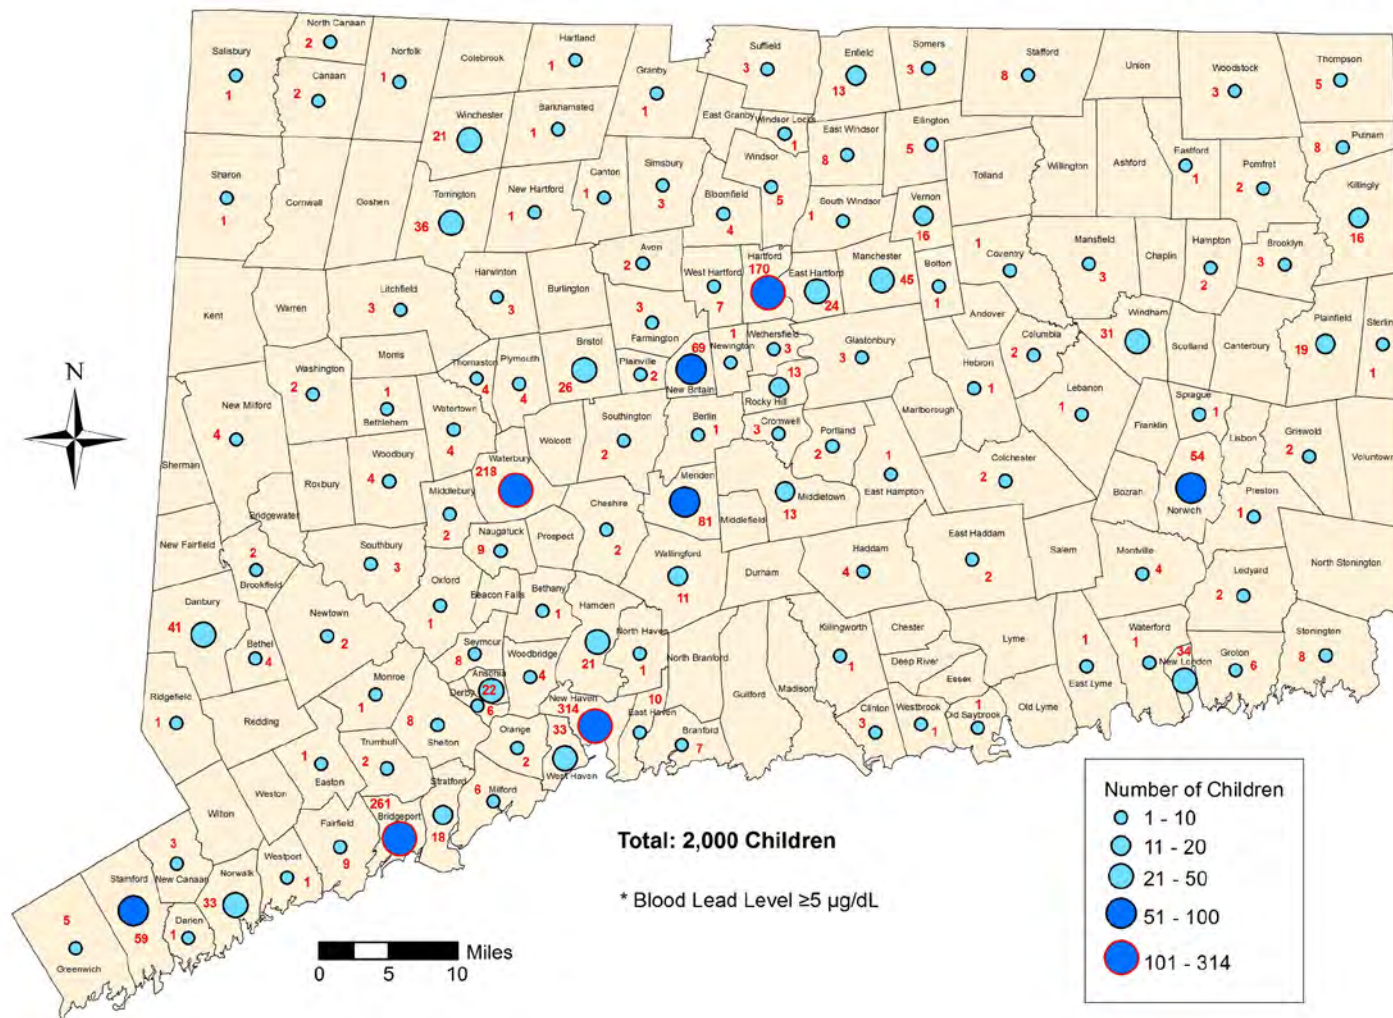 North Canaan
2
Salisbury
1
Canaan
2
Norfolk
1
Colebrook
Hartland
1
Granby
1
Suffield
3
Enfield
13
Somers
3
Stafford
8
Union
Woodstock
3
Thompson
5
Winchester
21
Barkhamsted
1
East Granby
Windsor Locks
1
East Windsor
8
Ellington
5
Willington
Ashford
Eastford
1
Putnam
8
Pomfret
2
Killingly
16
Sharon
1
Cornwall
Goshen
Torrington
36
New Hartford
1
Canton
1
Simsbury
3
Bloomfield
4
Windsor
5
South Windsor
1
Vernon
16
Tolland
Avon
2
West Hartford
7
Hartford
170
East Hartford
24
Manchester
45
Bolton
1
Coventry
1
Mansfield
3
Chaplin
Hampton
2
Brooklyn
3
Kent
Warren
Litchfield
3
Harwinton
3
Burlington
3
Farmington
Andover
Columbia
2
Windham
31
Scotland
Canterbury
Plainfield
19
Sterlin
1
Washington
2
Morris
1
Bethlehem
Thomaston
4
Plymouth
4
Bristol
26
Plainville
2
69
New Britain
1
Newington
Wethersfield
3
13
Rocky Hill
Glastonbury
3
Hebron
1
Lebanon
1
Marlborough
Sprague
1
Franklin
Lisbon
Griswold
2
Voluntown
New Milford
4
Sherman
Roxbury
Woodbury
4
Watertown
4
Wolcott
Southington
2
Berlin
1
Cromwell
3
Portland
2
1
East Hampton
Colchester
2
Bozrah
54
Norwich
Preston
1
Bridgewater
Waterbury
218
Middlebury
2
Naugatuck
9
Prospect
Cheshire
2
Meriden
81
Middlefield
Middletown
13
New Fairfield
2
Brookfield
Southbury
3
Oxford
1
Beacon Falls
Bethany
1
Wallingford
11
Durham
Haddam
4
East Haddam
2
Salem
Montville
4
Ledyard
2
North Stonington
Danbury
41
Bethel
4
Newtown
2
Seymour
8
Woodbridge
4
Hamden
21
North Haven
1
North Branford
Guilford
Madison
Killingworth
1
Chester
Deep River
Essex
Lyme
1
East Lyme
Waterford
1
34
New London
Groton
6
Stonington
8
Ridgefield
1
Redding
Monroe
1
Ansonia
22
Derby
6
8
Shelton
Orange
2
New Haven
314
33
West Haven
10
East Haven
Branford
7
Clinton
3
Westbrook
1
1
Old Saybrook
Old Lyme
1
Easton
Trumbull
2
Stratford
18
Milford
6
Weston
Wilton
261
Bridgeport
Fairfield
9
Westport
1
3
New Canaan
Norwalk
33
Stamford
59
Darien
1
5
Greenwich
N
Total: 2,000 Children
* Blood Lead Level ≥5 µg/dL
Miles
0 5 10
Number of Children
1 - 10
11 - 20
21 - 50
51 - 100
101 - 314